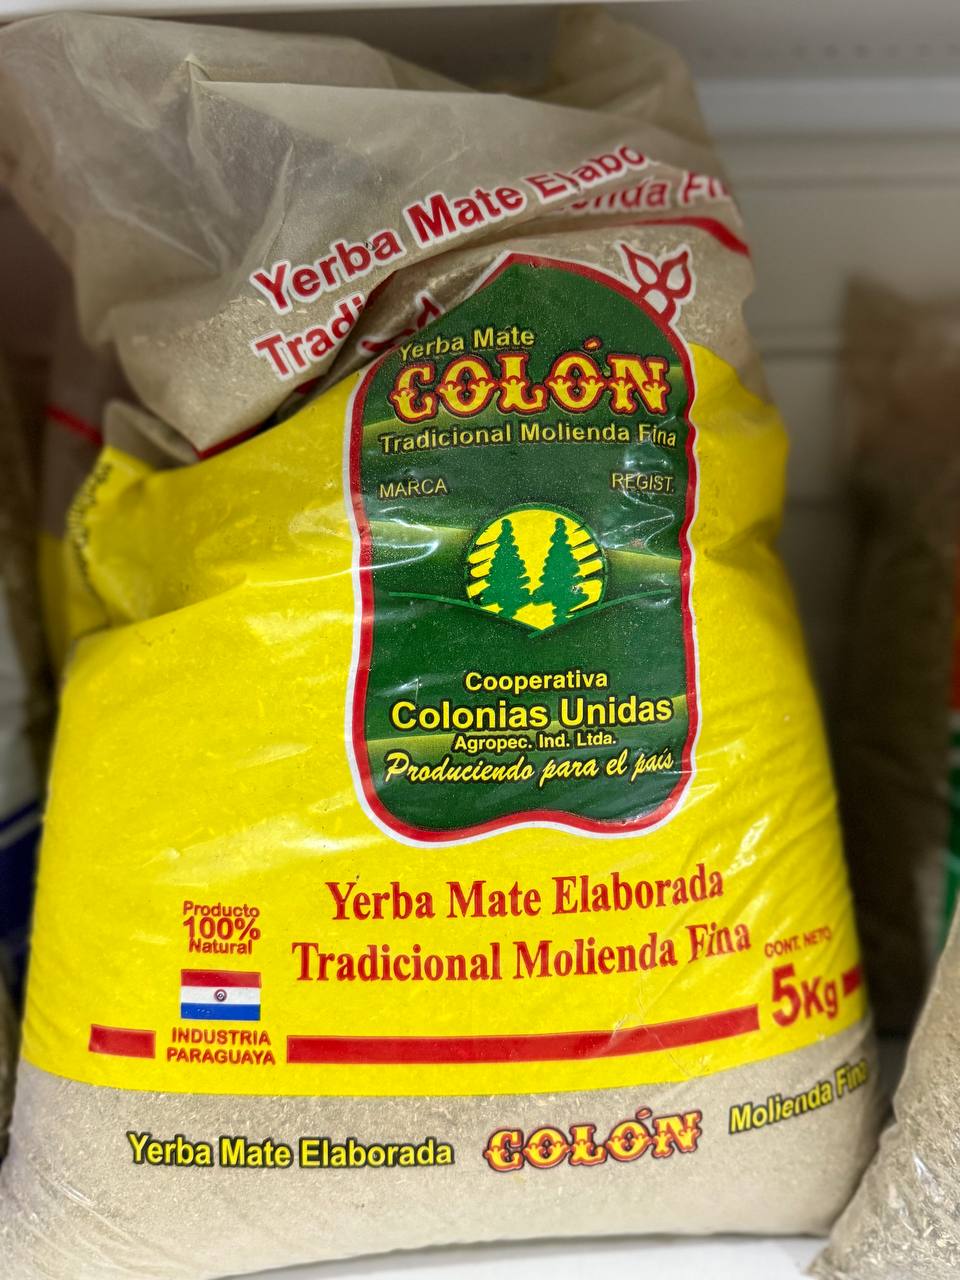 Yerba Mate Elabo
Molienda Fi
Tradi
Yerba Mate
COLÓN
Tradicional Molienda Fina
MARCA
REGIST.
Cooperativa
Colonias Unidas
Agropec. Ind. Ltda.
Produciendo para el país
Yerba Mate Elaborada
Tradicional Molienda Fina
Producto
100%
Natural
INDUSTRIA
PARAGUAYA
CONT. NETO
5Kg
Yerba Mate Elaborada COLÓN Molienda Fina